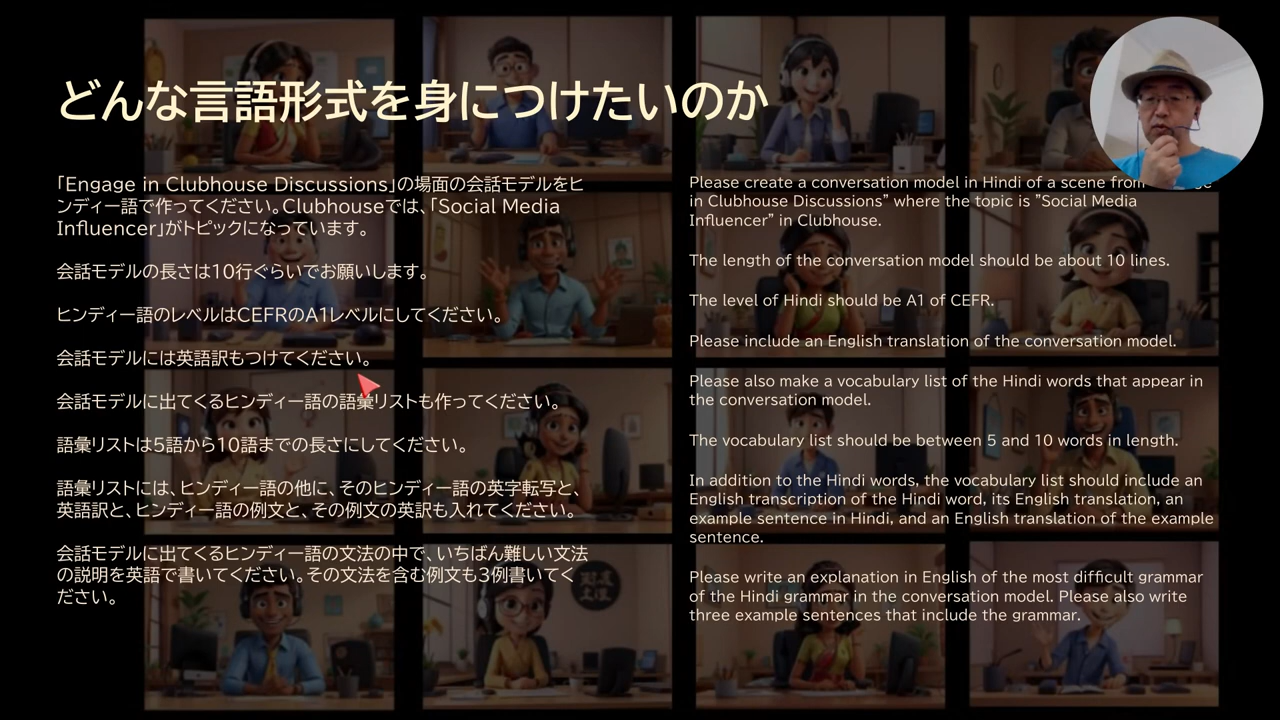 どんな言語形式を身につけたいのか
「Engage in Clubhouse Discussions」の場面の会話モデルをヒ
ンディー語で作ってください。Clubhouseでは、「Social Media
Influencer」がトピックになっています。
会話モデルの長さは10行ぐらいでお願いします。
ヒンディー語のレベルはCEFRのA1レベルにしてください。
会話モデルには英語訳もつけてください。
会話モデルに出てくるヒンディー語の語彙リストも作ってください。
語彙リストは5語から10語までの長さにしてください。
語彙リストには、ヒンディー語の他に、そのヒンディー語の英字転写と、
英語訳と、ヒンディー語の例文と、その例文の英訳も入れてください。
会話モデルに出てくるヒンディー語の文法の中で、いちばん難しい文法
の説明を英語で書いてください。その文法を含む例文も3例書いてく
ださい。
Please create a conversation model in Hindi of a scene from
in Clubhouse Discussions" where the topic is "Social Media
Influencer" in Clubhouse.
The length of the conversation model should be about 10 lines.
The level of Hindi should be A1 of CEFR.
Please include an English translation of the conversation model.
Please also make a vocabulary list of the Hindi words that appear in
the conversation model.
The vocabulary list should be between 5 and 10 words in length.
In addition to the Hindi words, the vocabulary list should include an
English transcription of the Hindi word, its English translation, an
example sentence in Hindi, and an English translation of the example
sentence.
Please write an explanation in English of the most difficult grammar
of the Hindi grammar in the conversation model. Please also write
three example sentences that include the grammar.